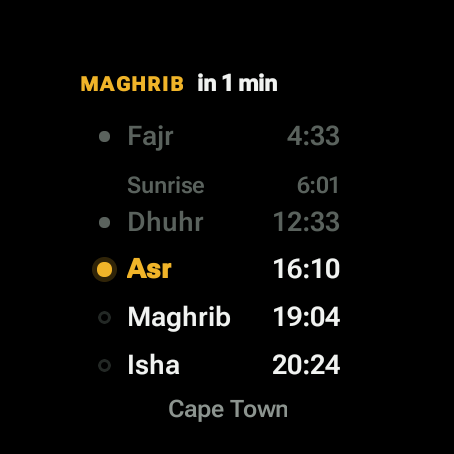 MAGHRIB in 1 min
Fajr 4:33
Sunrise 6:01
Dhuhr 12:33
Asr 16:10
Maghrib 19:04
Isha 20:24
Cape Town